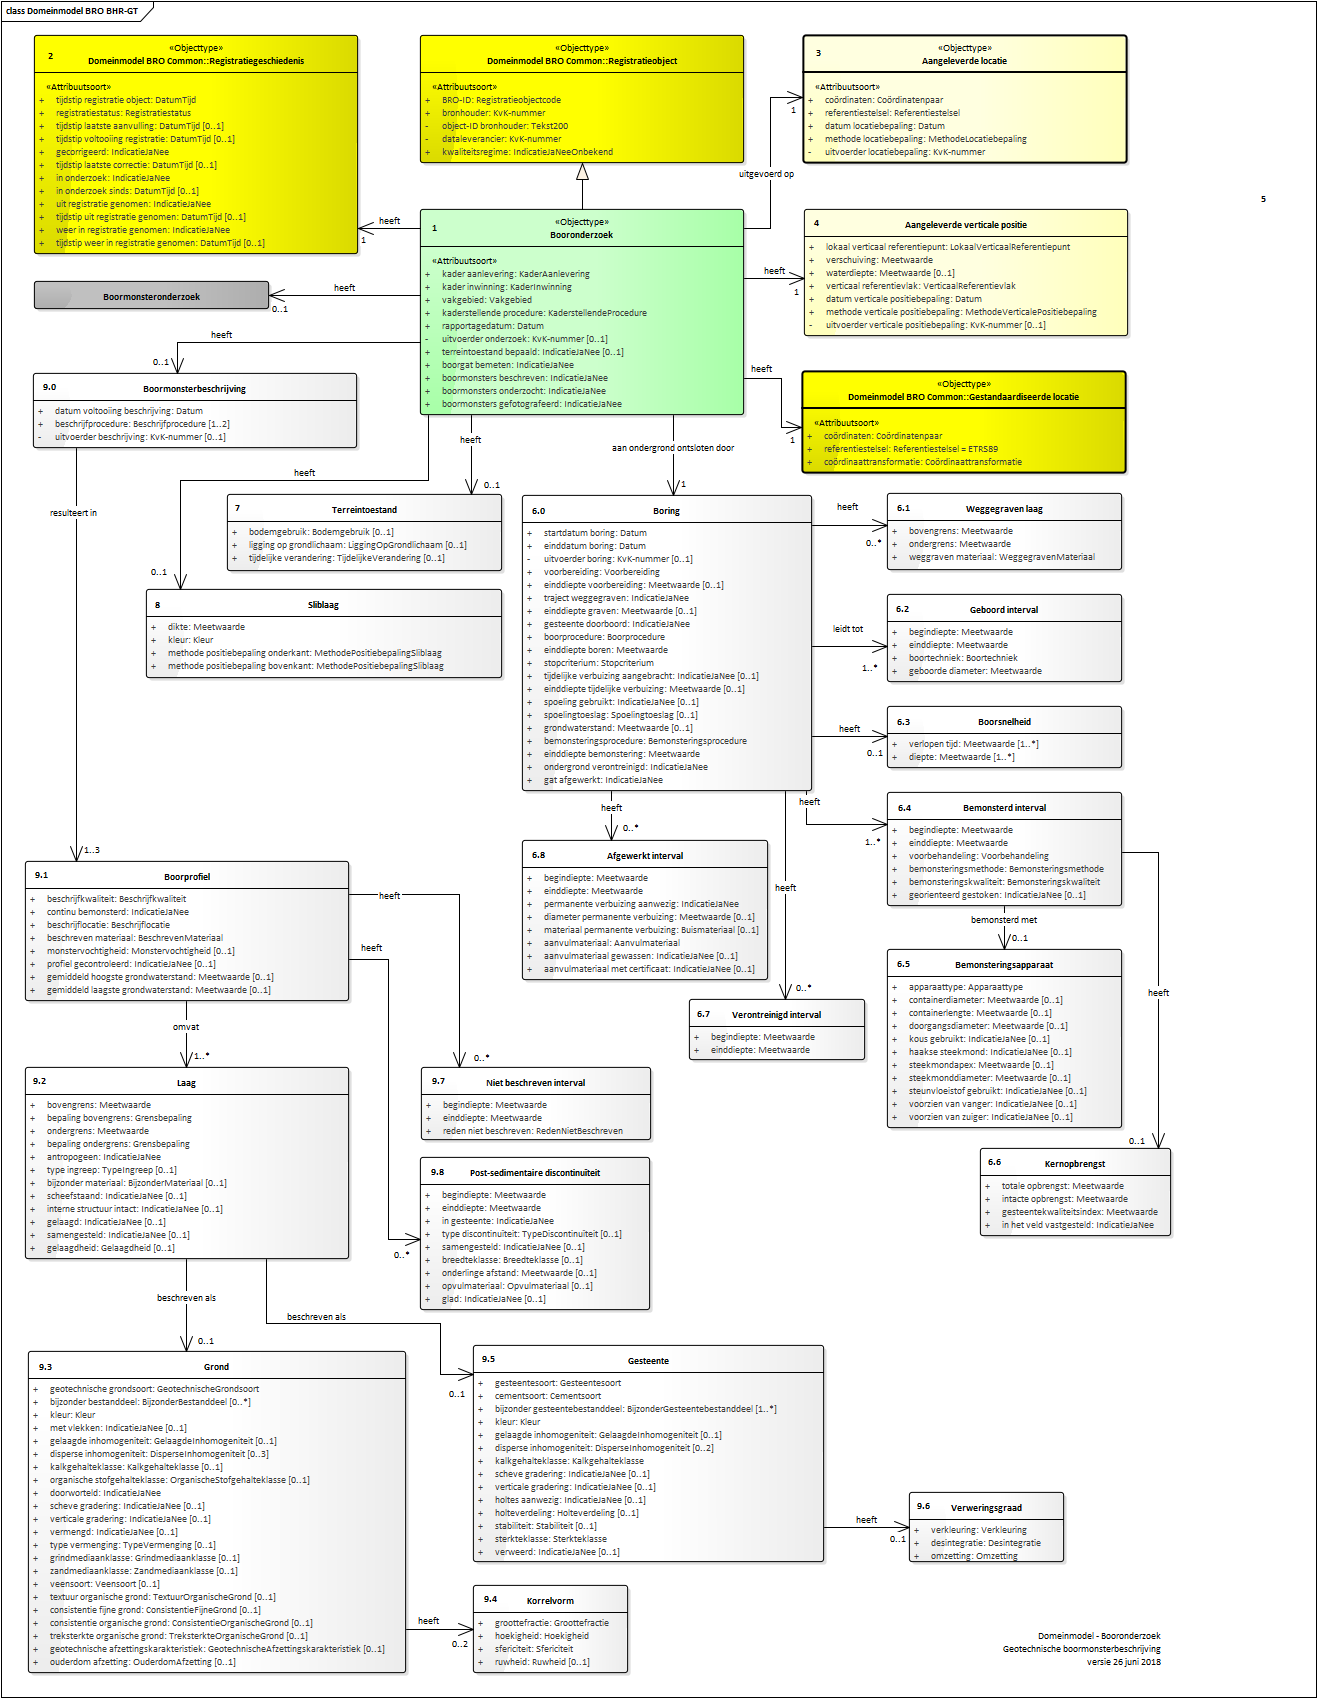 class Domeinmodel BRO BHR-GT
2
«Objecttype»
Domeinmodel BRO Common::Registratiegeschiedenis
«Attribuutsoort»
+ tijdstip registratie object: DatumTijd
+ registratiestatus: Registratiestatus
+ tijdstip laatste aanvulling: DatumTijd [0..1]
+ tijdstip voltooiing registratie: DatumTijd [0..1]
+ gecorrigeerd: IndicatieJaNee
+ tijdstip laatste correctie: DatumTijd [0..1]
+ in onderzoek: IndicatieJaNee
+ in onderzoek sinds: DatumTijd [0..1]
+ uit registratie genomen: IndicatieJaNee
+ tijdstip uit registratie genomen: DatumTijd [0..1]
+ weer in registratie genomen: IndicatieJaNee
+ tijdstip weer in registratie genomen: DatumTijd [0..1]
«Objecttype»
Domeinmodel BRO Common::Registratieobject
«Attribuutsoort»
+ BRO-ID: Registratieobjectcode
+ bronhouder: KvK-nummer
- object-ID bronhouder: Tekst200
- dataleverancier: KvK-nummer
+ kwaliteitsregime: IndicatieJaNeeOnbekend
3
«Objecttype»
Aangeleverde locatie
«Attribuutsoort»
+ coördinaten: Coördinatenpaar
+ referentiestelsel: Referentiestelsel
+ datum locatiebepaling: Datum
+ methode locatiebepaling: MethodeLocatiebepaling
- uitvoerder locatiebepaling: KvK-nummer
1
uitgevoerd op
5
heeft
1
1
«Objecttype»
Booronderzoek
«Attribuutsoort»
+ kader aanlevering: KaderAanlevering
+ kader inwinning: KaderInwinning
+ vakgebied: Vakgebied
+ kaderstellende procedure: KaderstellendeProcedure
+ rapportagedatum: Datum
- uitvoerder onderzoek: KvK-nummer [0..1]
+ terreintoestand bepaald: IndicatieJaNee [0..1]
+ boorgat bemeten: IndicatieJaNee
+ boormonsters beschreven: IndicatieJaNee
+ boormonsters onderzocht: IndicatieJaNee
+ boormonsters gefotografeerd: IndicatieJaNee
4
Aangeleverde verticale positie
+ lokaal verticaal referentiepunt: LokaalVerticaalReferentiepunt
+ verschuiving: Meetwaarde
+ waterdiepte: Meetwaarde [0..1]
+ verticaal referentievlak: VerticaalReferentievlak
+ datum verticale positiebepaling: Datum
+ methode verticale positiebepaling: MethodeVerticalePositiebepaling
- uitvoerder verticale positiebepaling: KvK-nummer [0..1]
heeft
1
Boormonsteronderzoek
heeft
0..1
heeft
0..1
heeft
1
«Objecttype»
Domeinmodel BRO Common::Gestandaardiseerde locatie
«Attribuutsoort»
+ coördinaten: Coördinatenpaar
+ referentiestelsel: Referentiestelsel = ETRS89
+ coördinaattransformatie: Coördinaattransformatie
9.0
Boormonsterbeschrijving
+ datum voltooiing beschrijving: Datum
+ beschrijfprocedure: Beschrijfprocedure [1..2]
- uitvoerder beschrijving: KvK-nummer [0..1]
heeft
0..1
heeft
0..1
aan ondergrond ontsloten door
1
resulteert in
1..3
7
Terreintoestand
+ bodemgebruik: Bodemgebruik [0..1]
+ ligging op grondlichaam: LiggingOpGrondlichaam [0..1]
+ tijdelijke verandering: TijdelijkeVerandering [0..1]
8
Sliblaag
+ dikte: Meetwaarde
+ kleur: Kleur
+ methode positiebepaling onderkant: MethodePositiebepalingSliblaag
+ methode positiebepaling bovenkant: MethodePositiebepalingSliblaag
6.0
Boring
+ startdatum boring: Datum
+ einddatum boring: Datum
- uitvoerder boring: KvK-nummer [0..1]
+ voorbereiding: Voorbereiding
+ einddiepte voorbereiding: Meetwaarde [0..1]
+ traject weggegraven: IndicatieJaNee
+ einddiepte graven: Meetwaarde [0..1]
+ gesteente doorboord: IndicatieJaNee
+ boorprocedure: Boorprocedure
+ einddiepte boren: Meetwaarde
+ stopcriterium: Stopcriterium
+ tijdelijke verbuizing aangebracht: IndicatieJaNee [0..1]
+ einddiepte tijdelijke verbuizing: Meetwaarde [0..1]
+ spoeling gebruikt: IndicatieJaNee [0..1]
+ spoelingtoeslag: Spoelingtoeslag [0..1]
+ grondwaterstand: Meetwaarde [0..1]
+ bemonsteringsprocedure: Bemonsteringsprocedure
+ einddiepte bemonstering: Meetwaarde
+ ondergrond verontreinigd: IndicatieJaNee
+ gat afgewerkt: IndicatieJaNee
heeft
0..*
6.1
Weggegraven laag
+ bovengrens: Meetwaarde
+ ondergrens: Meetwaarde
+ weggraven materiaal: WeggegravenMateriaal
leidt tot
1..*
6.2
Geboord interval
+ begindiepte: Meetwaarde
+ einddiepte: Meetwaarde
+ boortechniek: Boortechniek
+ geboorde diameter: Meetwaarde
heeft
0..1
6.3
Boorsnelheid
+ verlopen tijd: Meetwaarde [1..*]
+ diepte: Meetwaarde [1..*]
heeft
1..*
6.4
Bemonsterd interval
+ begindiepte: Meetwaarde
+ einddiepte: Meetwaarde
+ voorbehandeling: Voorbehandeling
+ bemonsteringsmethode: Bemonsteringsmethode
+ bemonsteringskwaliteit: Bemonsteringskwaliteit
+ georienteerd gestoken: IndicatieJaNee [0..1]
heeft
0..*
6.8
Afgewerkt interval
+ begindiepte: Meetwaarde
+ einddiepte: Meetwaarde
+ permanente verbuizing aanwezig: IndicatieJaNee
+ diameter permanente verbuizing: Meetwaarde [0..1]
+ materiaal permanente verbuizing: Buismateriaal [0..1]
+ aanvulmateriaal: Aanvulmateriaal
+ aanvulmateriaal gewassen: IndicatieJaNee [0..1]
+ aanvulmateriaal met certificaat: IndicatieJaNee [0..1]
heeft
0..*
6.7
Verontreinigd interval
+ begindiepte: Meetwaarde
+ einddiepte: Meetwaarde
bemonsterd met
0..1
6.5
Bemonsteringsapparaat
+ apparaattype: Apparaattype
+ containerdiameter: Meetwaarde [0..1]
+ containerlengte: Meetwaarde [0..1]
+ doorgangsdiameter: Meetwaarde [0..1]
+ kous gebruikt: IndicatieJaNee [0..1]
+ haakse steekmond: IndicatieJaNee [0..1]
+ steekmondapex: Meetwaarde [0..1]
+ steekmonddiameter: Meetwaarde [0..1]
+ steunvloeistof gebruikt: IndicatieJaNee [0..1]
+ voorzien van vanger: IndicatieJaNee [0..1]
+ voorzien van zuiger: IndicatieJaNee [0..1]
heeft
0..1
6.6
Kernopbrengst
+ totale opbrengst: Meetwaarde
+ intacte opbrengst: Meetwaarde
+ gesteentekwaliteitsindex: Meetwaarde
+ in het veld vastgesteld: IndicatieJaNee
9.1
Boorprofiel
+ beschrijfkwaliteit: Beschrijfkwaliteit
+ continu bemonsterd: IndicatieJaNee
+ beschrijflocatie: Beschrijflocatie
+ beschreven materiaal: BeschrevenMateriaal
+ monstervochtigheid: Monstervochtigheid [0..1]
+ profiel gecontroleerd: IndicatieJaNee [0..1]
+ gemiddeld hoogste grondwaterstand: Meetwaarde [0..1]
+ gemiddeld laagste grondwaterstand: Meetwaarde [0..1]
heeft
0..*
heeft
0..*
omvat
1..*
9.2
Laag
+ bovengrens: Meetwaarde
+ bepaling bovengrens: Grensbepaling
+ ondergrens: Meetwaarde
+ bepaling ondergrens: Grensbepaling
+ antropogeen: IndicatieJaNee
+ type ingreep: TypeIngreep [0..1]
+ bijzonder materiaal: BijzonderMateriaal [0..1]
+ scheefstaand: IndicatieJaNee [0..1]
+ interne structuur intact: IndicatieJaNee [0..1]
+ gelaagd: IndicatieJaNee [0..1]
+ samengesteld: IndicatieJaNee [0..1]
+ gelaagdheid: Gelaagdheid [0..1]
9.7
Niet beschreven interval
+ begindiepte: Meetwaarde
+ einddiepte: Meetwaarde
+ reden niet beschreven: RedenNietBeschreven
9.8
Post-sedimentaire discontinuiteit
+ begindiepte: Meetwaarde
+ einddiepte: Meetwaarde
+ in gesteente: IndicatieJaNee
+ type discontinuiteit: TypeDiscontinuiteit [0..1]
+ samengesteld: IndicatieJaNee [0..1]
+ breedteklasse: Breedteklasse [0..1]
+ onderlinge afstand: Meetwaarde [0..1]
+ opvulmateriaal: Opvulmateriaal [0..1]
+ glad: IndicatieJaNee [0..1]
beschreven als
0..1
beschreven als
0..1
9.3
Grond
+ geotechnische grondsoort: GeotechnischeGrondsoort
+ bijzonder bestanddeel: BijzonderBestanddeel [0..*]
+ kleur: Kleur
+ met vlekken: IndicatieJaNee [0..1]
+ gelaagde inhomogeniteit: GelaagdeInhomogeniteit [0..1]
+ disperse inhomogeniteit: DisperseInhomogeniteit [0..3]
+ kalkgehalteklasse: Kalkgehalteklasse [0..1]
+ organische stofgehalteklasse: OrganischeStofgehalteklasse [0..1]
+ doorworteld: IndicatieJaNee
+ scheve gradering: IndicatieJaNee [0..1]
+ verticale gradering: IndicatieJaNee [0..1]
+ vermengd: IndicatieJaNee [0..1]
+ type vermenging: TypeVermenging [0..1]
+ grindmediaanklasse: Grindmediaanklasse [0..1]
+ zandmediaanklasse: Zandmediaanklasse [0..1]
+ veensoort: Veensoort [0..1]
+ textuur organische grond: TextuurOrganischeGrond [0..1]
+ consistentie fijne grond: ConsistentieFijneGrond [0..1]
+ consistentie organische grond: ConsistentieOrganischeGrond [0..1]
+ treksterkte organische grond: TreksterkteOrganischeGrond [0..1]
+ geotechnische afzettingskarakteristiek: GeotechnischeAfzettingskarakteristiek [0..1]
+ ouderdom afzetting: OuderdomAfzetting [0..1]
9.5
Gesteente
+ gesteentesoort: Gesteentesoort
+ cementsoort: Cementsoort
+ bijzonder gesteentebestanddeel: BijzonderGesteentebestanddeel [1..*]
+ kleur: Kleur
+ gelaagde inhomogeniteit: GelaagdeInhomogeniteit [0..1]
+ disperse inhomogeniteit: DisperseInhomogeniteit [0..2]
+ kalkgehalteklasse: Kalkgehalteklasse
+ scheve gradering: IndicatieJaNee [0..1]
+ verticale gradering: IndicatieJaNee [0..1]
+ holtes aanwezig: IndicatieJaNee [0..1]
+ holteverdeling: Holteverdeling [0..1]
+ stabiliteit: Stabiliteit [0..1]
+ sterkteklasse: Sterkteklasse
+ verweerd: IndicatieJaNee [0..1]
heeft
0..1
9.6
Verweringsgraad
+ verkleuring: Verkleuring
+ desintegratie: Desintegratie
+ omzetting: Omzetting
heeft
0..2
9.4
Korrelvorm
+ groottefractie: Groottefractie
+ hoekigheid: Hoekigheid
+ sfericiteit: Sfericiteit
+ ruwheid: Ruwheid [0..1]
Domeinmodel - Booronderzoek
Geotechnische boormonsterbeschrijving
versie 26 juni 2018